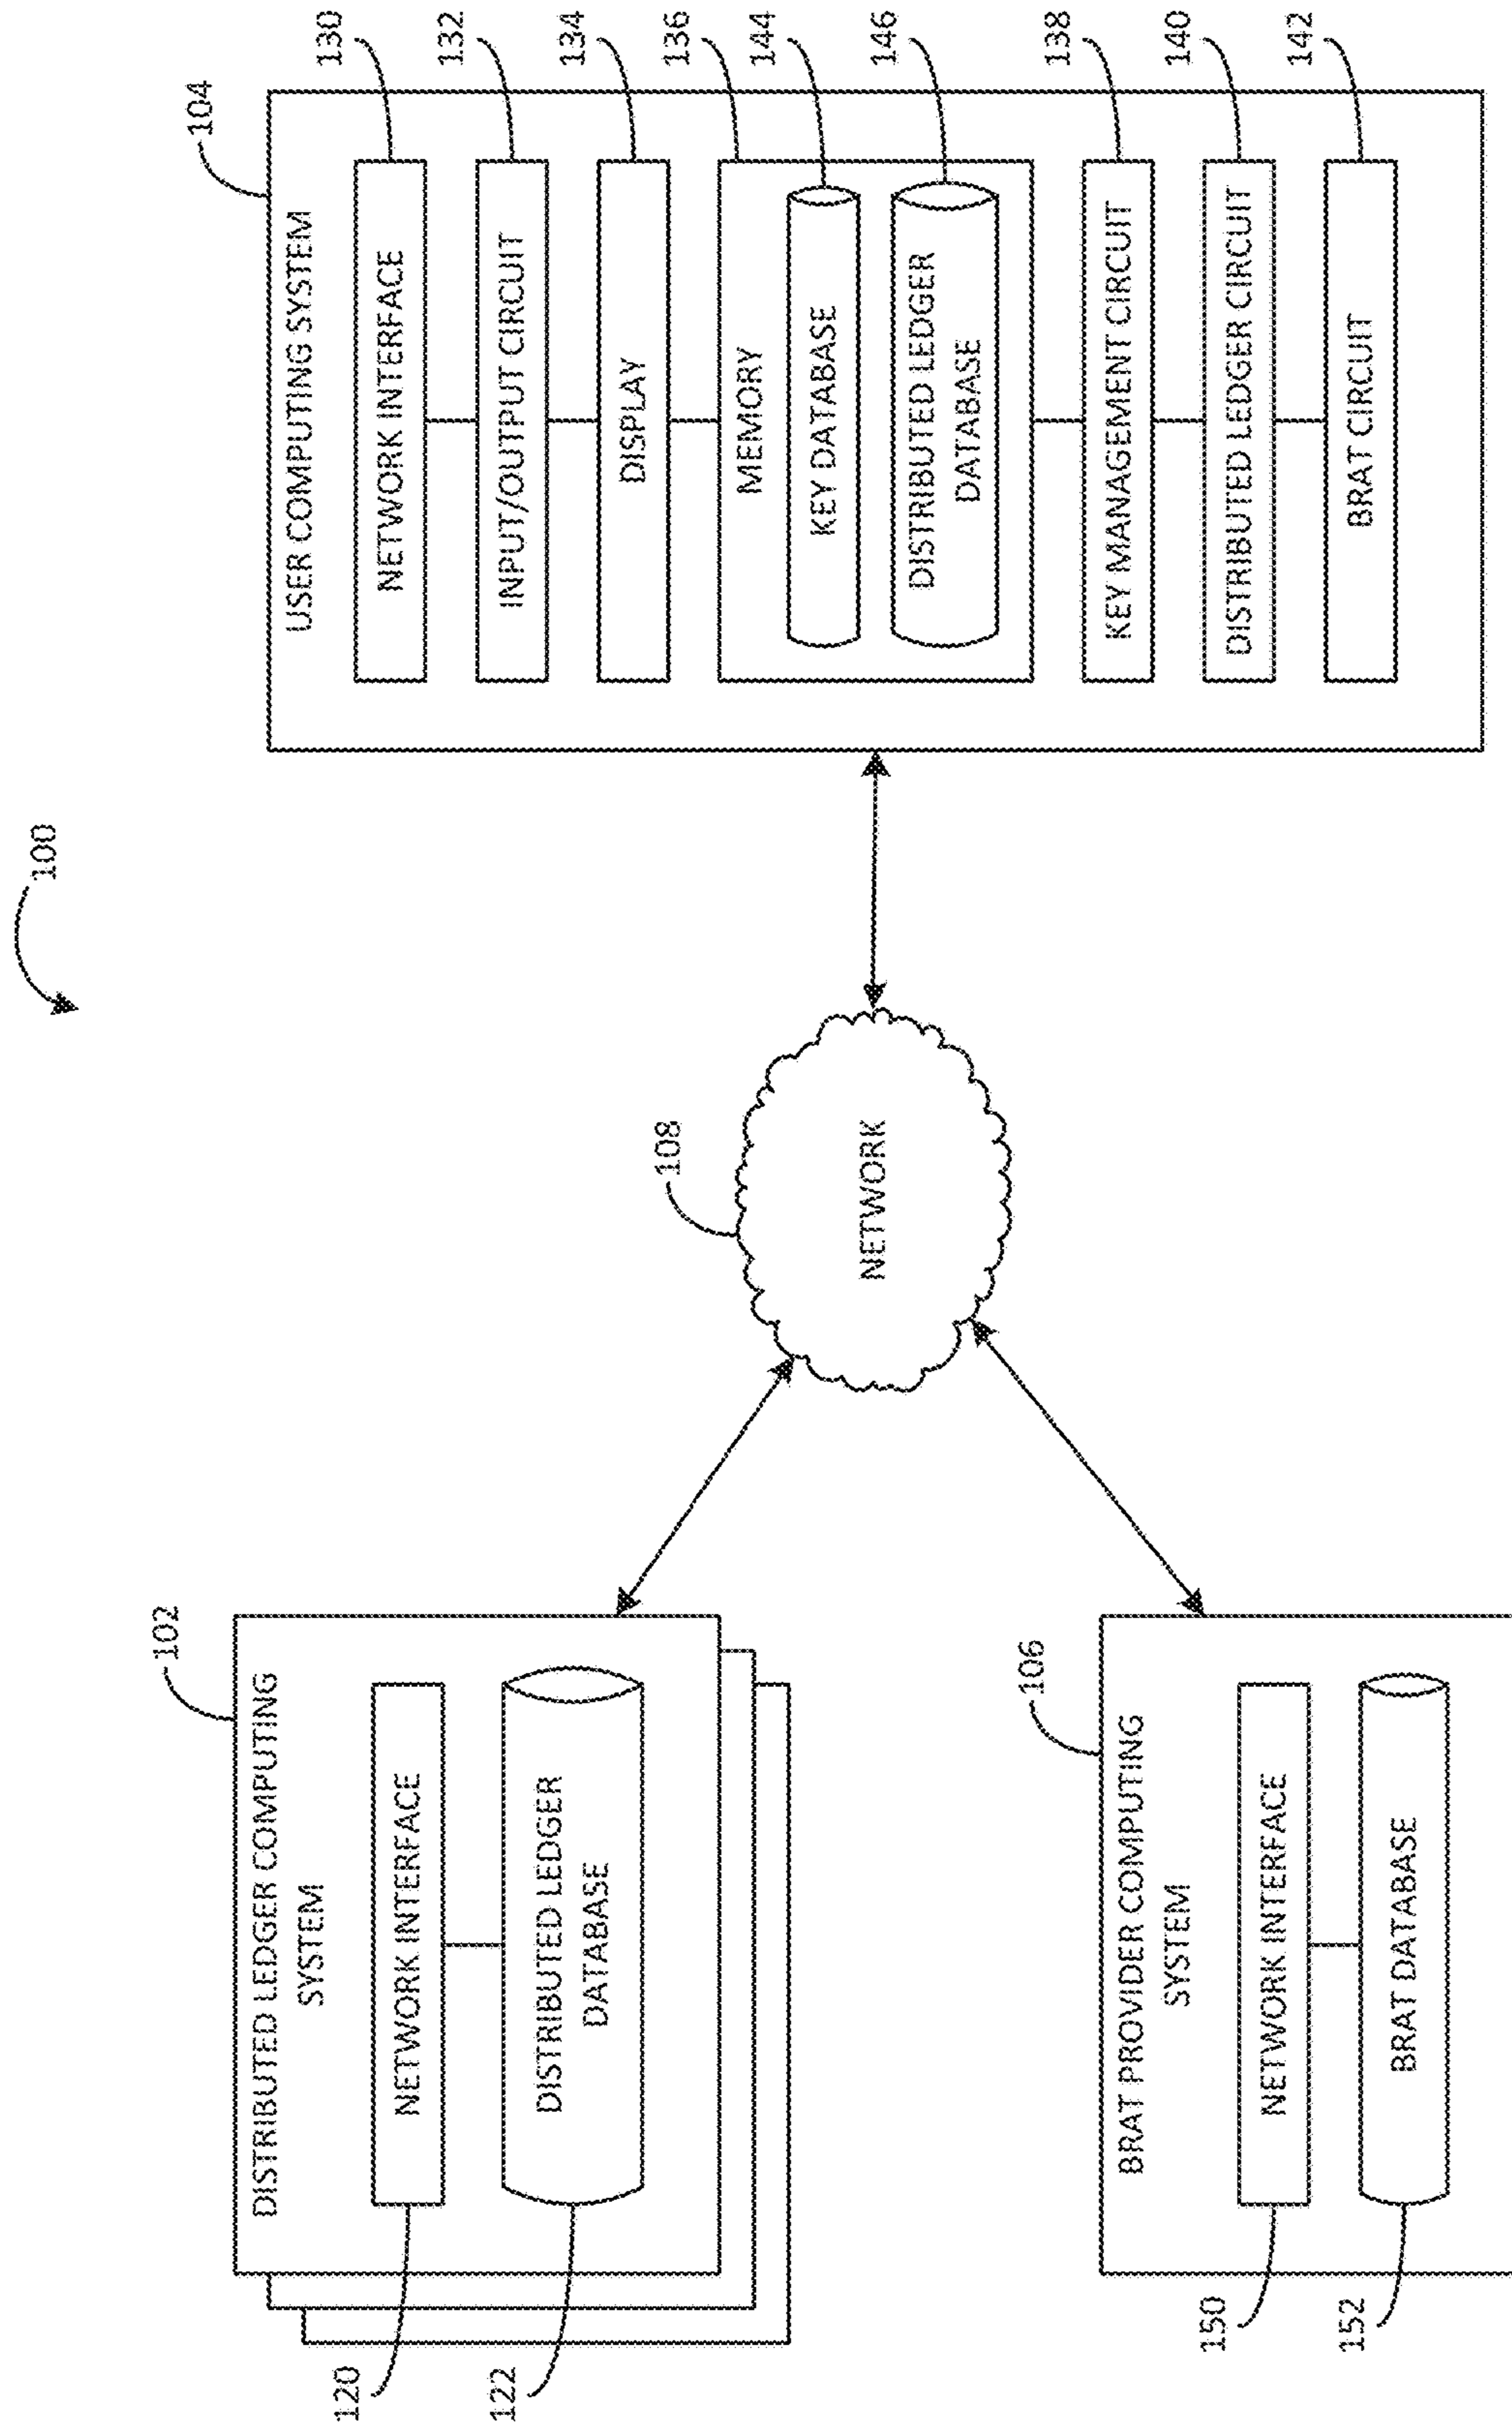 100
102
DISTRIBUTED LEDGER COMPUTING
SYSTEM
NETWORK INTERFACE
120
DISTRIBUTED LEDGER
DATABASE
122
106
BRAT PROVIDER COMPUTING
SYSTEM
NETWORK INTERFACE
150
BRAT DATABASE
152
108
NETWORK
104
USER COMPUTING SYSTEM
NETWORK INTERFACE
130
INPUT/OUTPUT CIRCUIT
132
DISPLAY
134
MEMORY
136
KEY DATABASE
144
DISTRIBUTED LEDGER
DATABASE
146
KEY MANAGEMENT CIRCUIT
138
DISTRIBUTED LEDGER CIRCUIT
140
BRAT CIRCUIT
142